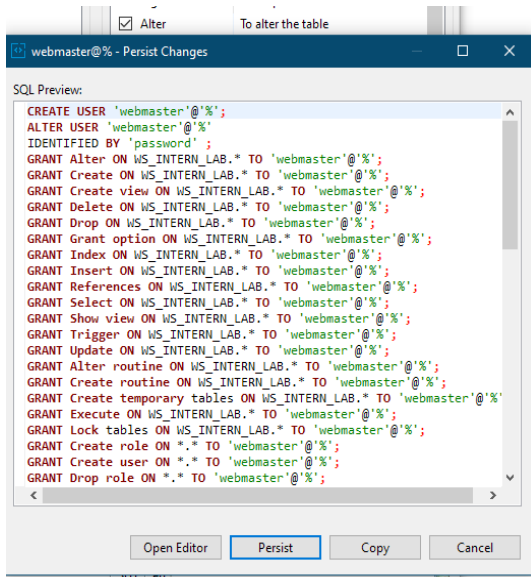 Alter To alter the table
webmaster@% - Persist Changes
SQL Preview:
CREATE USER 'webmaster'@'%';
ALTER USER 'webmaster'@'%'
IDENTIFIED BY 'password' ;
GRANT Alter ON WS_INTERN_LAB.* TO 'webmaster'@'%';
GRANT Create ON WS_INTERN_LAB.* TO 'webmaster'@'%';
GRANT Create view ON WS_INTERN_LAB.* TO 'webmaster'@'%';
GRANT Delete ON WS_INTERN_LAB.* TO 'webmaster'@'%';
GRANT Drop ON WS_INTERN_LAB.* TO 'webmaster'@'%';
GRANT Grant option ON WS_INTERN_LAB.* TO 'webmaster'@'%';
GRANT Index ON WS_INTERN_LAB.* TO 'webmaster'@'%';
GRANT Insert ON WS_INTERN_LAB.* TO 'webmaster'@'%';
GRANT References ON WS_INTERN_LAB.* TO 'webmaster'@'%';
GRANT Select ON WS_INTERN_LAB.* TO 'webmaster'@'%';
GRANT Show view ON WS_INTERN_LAB.* TO 'webmaster'@'%';
GRANT Trigger ON WS_INTERN_LAB.* TO 'webmaster'@'%';
GRANT Update ON WS_INTERN_LAB.* TO 'webmaster'@'%';
GRANT Alter routine ON WS_INTERN_LAB.* TO 'webmaster'@'%';
GRANT Create routine ON WS_INTERN_LAB.* TO 'webmaster'@'%';
GRANT Create temporary tables ON WS_INTERN_LAB.* TO 'webmaster'@'%'
GRANT Execute ON WS_INTERN_LAB.* TO 'webmaster'@'%';
GRANT Lock tables ON WS_INTERN_LAB.* TO 'webmaster'@'%';
GRANT Create role ON *.* TO 'webmaster'@'%';
GRANT Create user ON *.* TO 'webmaster'@'%';
GRANT Drop role ON *.* TO 'webmaster'@'%';
Open Editor Persist Copy Cancel